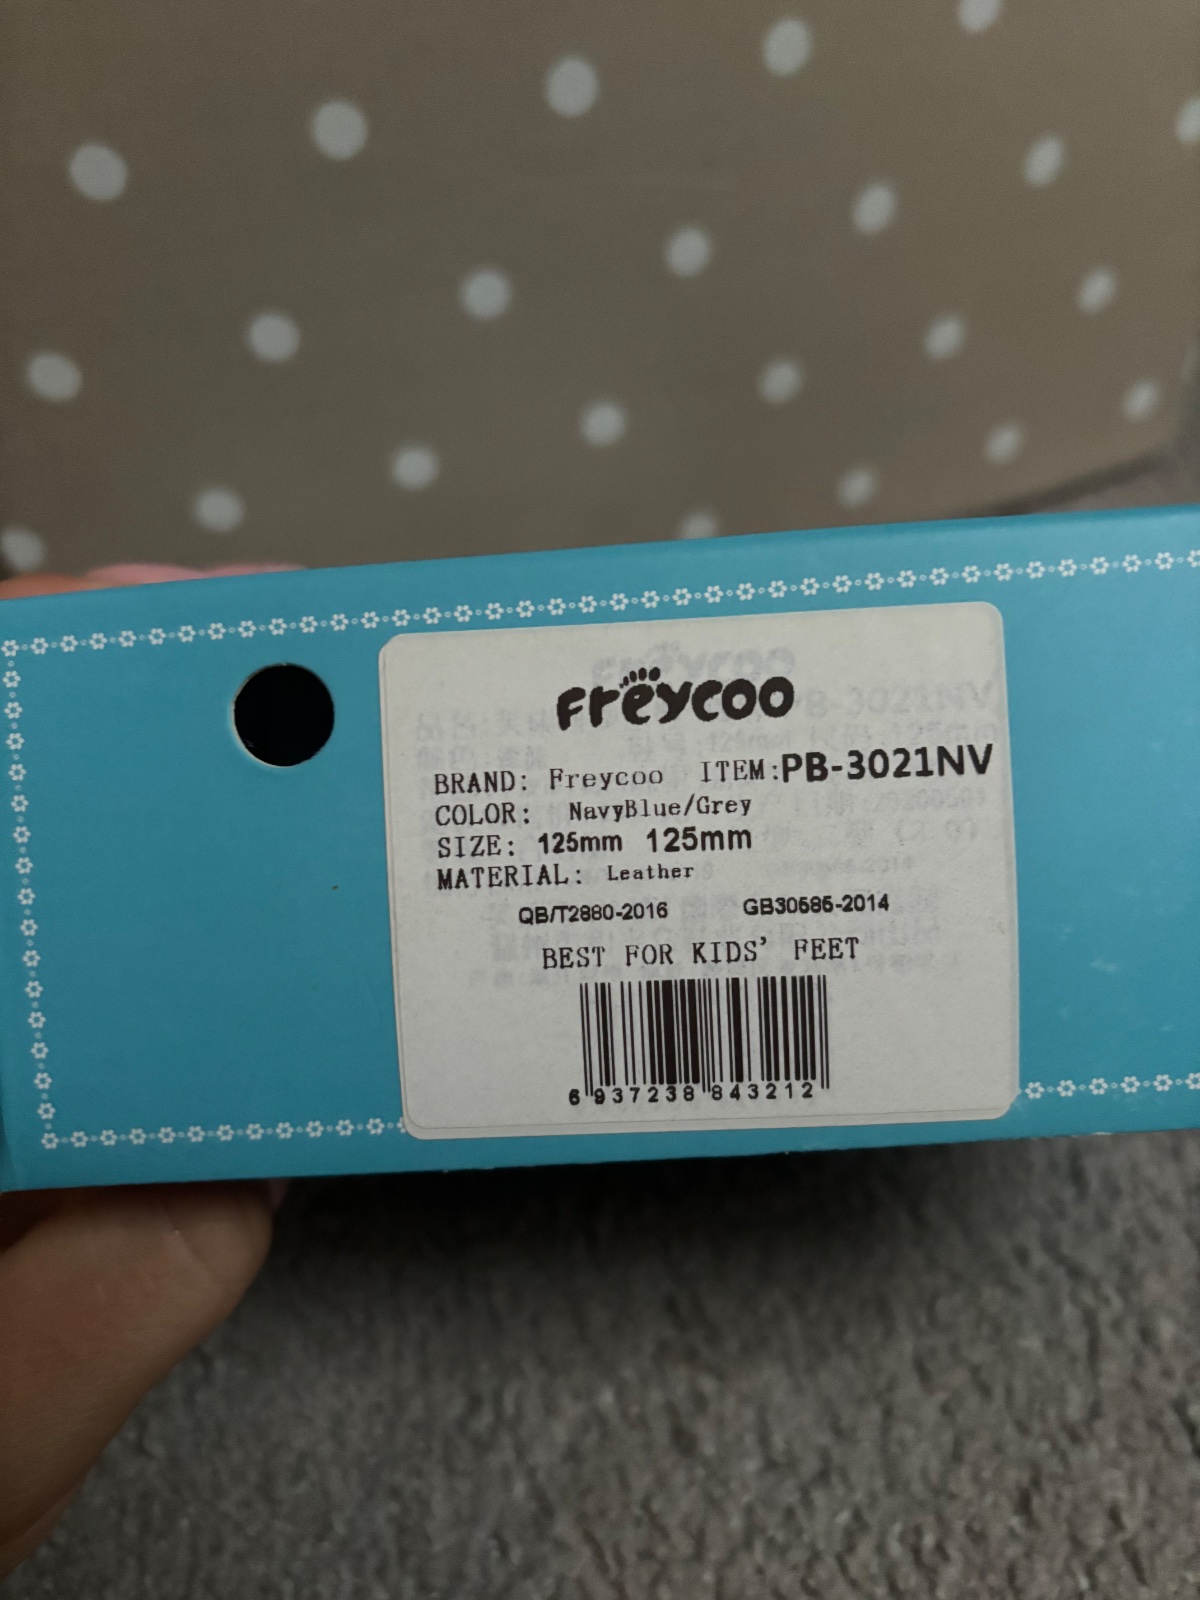 Freycoo
BRAND: Freycoo ITEM:PB-3021NV
COLOR: NavyBlue/Grey
SIZE: 125mm 125mm
MATERIAL: Leather
QB/T2880-2016 GB30585-2014
BEST FOR KIDS' FEET
6 937238 843212